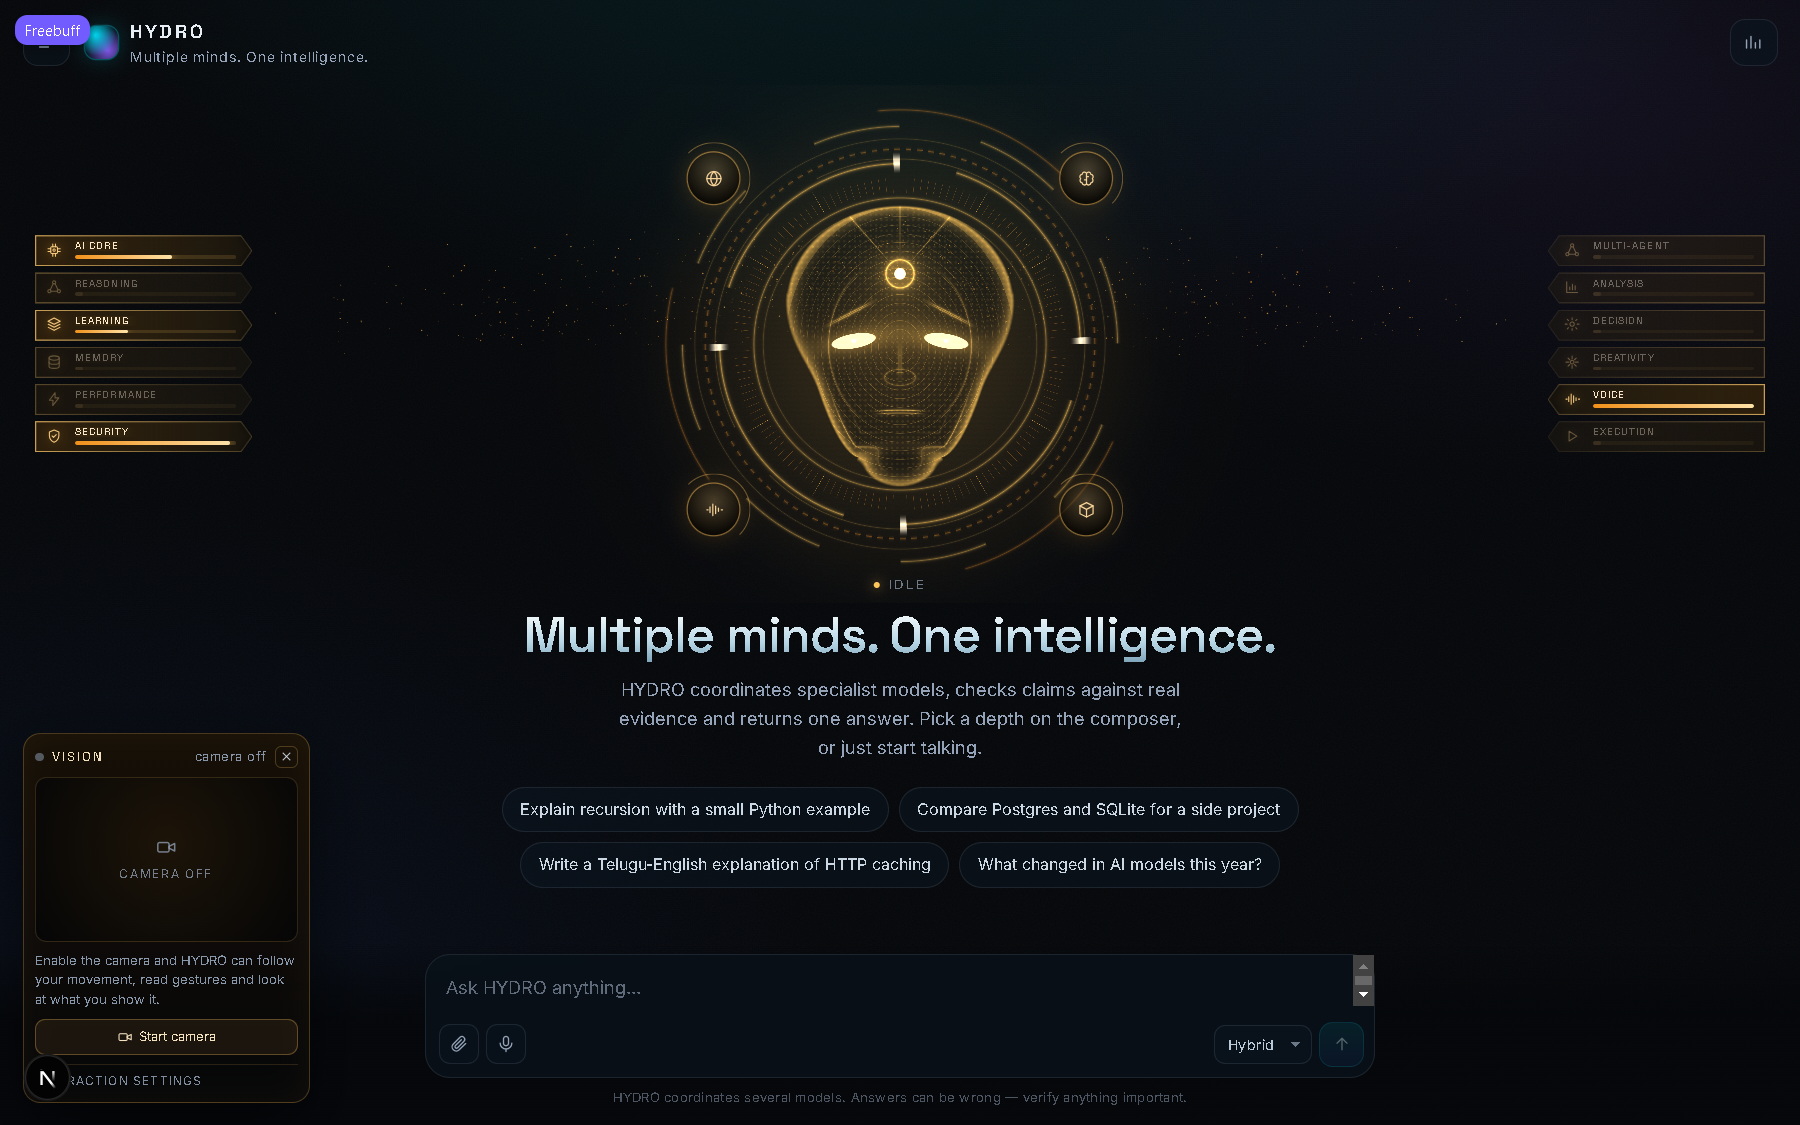 Freebuff
HYDRO
Multiple minds. One intelligence.
AI CORE
REASONING
LEARNING
MEMORY
PERFORMANCE
SECURITY
MULTI-AGENT
ANALYSIS
DECISION
CREATIVITY
VOICE
EXECUTION
IDLE
Multiple minds. One intelligence.
HYDRO coordinates specialist models, checks claims against real
evidence and returns one answer. Pick a depth on the composer,
or just start talking.
Explain recursion with a small Python example
Compare Postgres and SQLite for a side project
Write a Telugu-English explanation of HTTP caching
What changed in AI models this year?
VISION
camera off
CAMERA OFF
Enable the camera and HYDRO can follow
your movement, read gestures and look
at what you show it.
Start camera
N
RACTION SETTINGS
Ask HYDRO anything...
Hybrid
HYDRO coordinates several models. Answers can be wrong — verify anything important.